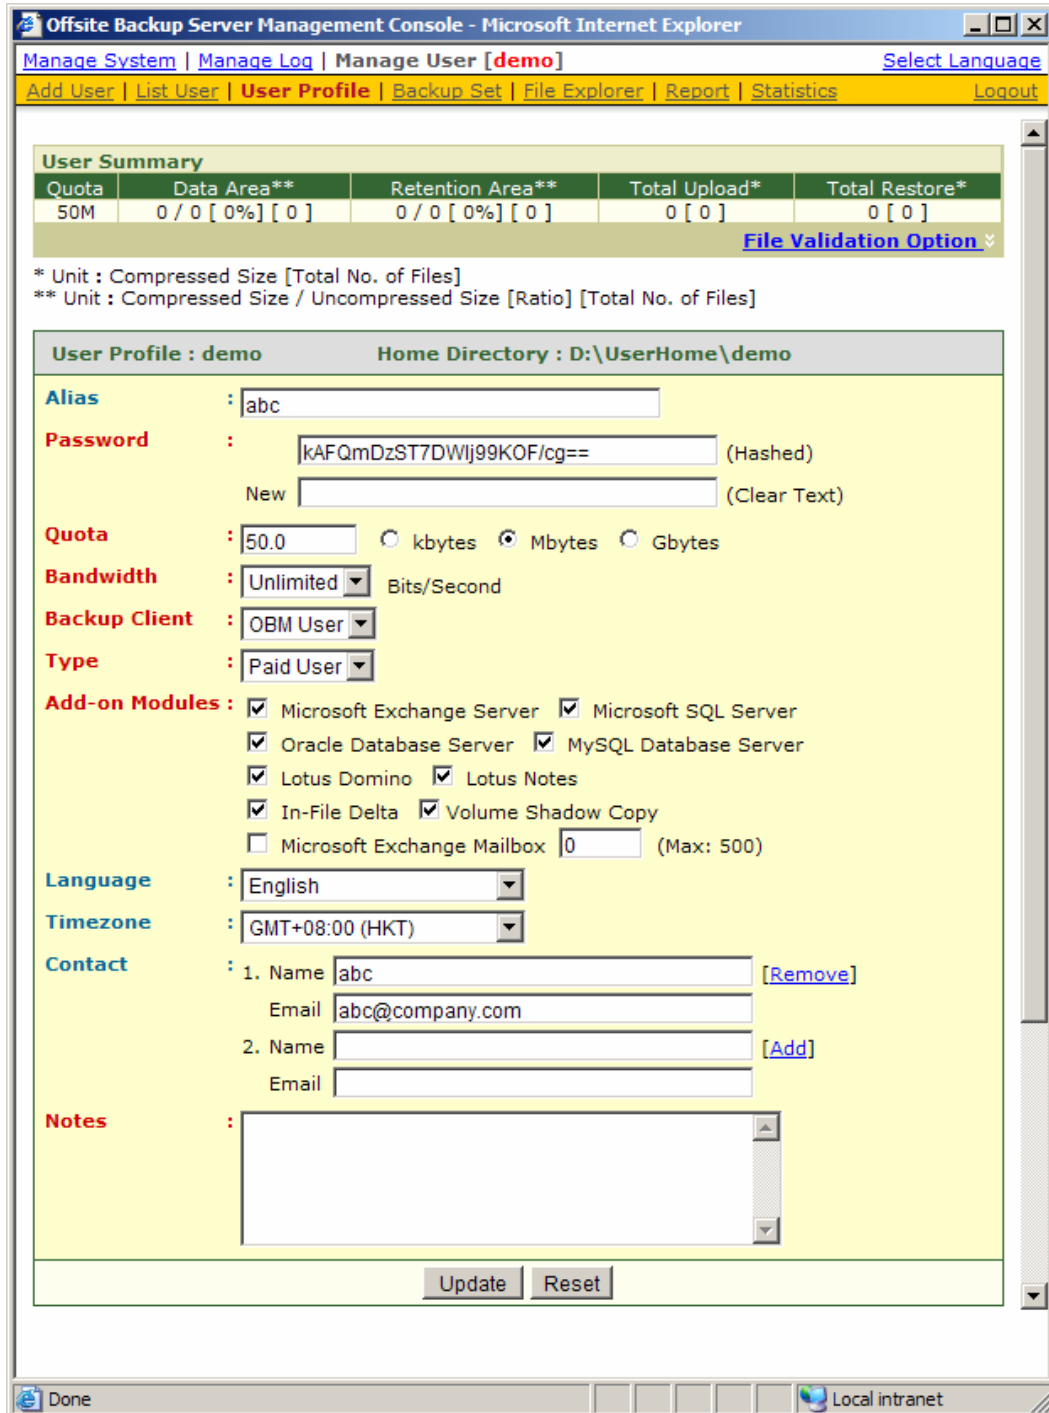 Offsite Backup Server Management Console - Microsoft Internet Explorer
Manage System | Manage Log | Manage User [demo] Select Language
Add User | List User | User Profile | Backup Set | File Explorer | Report | Statistics Logout
User Summary
Quota Data Area** Retention Area** Total Upload* Total Restore*
50M 0 / 0 [ 0%] [ 0 ] 0 / 0 [ 0%] [ 0 ] 0 [ 0 ] 0 [ 0 ]
File Validation Option
* Unit : Compressed Size [Total No. of Files]
** Unit : Compressed Size / Uncompressed Size [Ratio] [Total No. of Files]
User Profile : demo Home Directory : D:\UserHome\demo
Alias : abc
Password : kAFQmDzST7DWIj99KOF/cg== (Hashed)
New (Clear Text)
Quota : 50.0 kbytes Mbytes Gbytes
Bandwidth : Unlimited Bits/Second
Backup Client : OBM User
Type : Paid User
Add-on Modules : Microsoft Exchange Server Microsoft SQL Server
Oracle Database Server MySQL Database Server
Lotus Domino Lotus Notes
In-File Delta Volume Shadow Copy
Microsoft Exchange Mailbox 0 (Max: 500)
Language : English
Timezone : GMT+08:00 (HKT)
Contact : 1. Name abc [Remove]
Email abc@company.com
2. Name [Add]
Email
Notes :
Update Reset
Done Local intranet